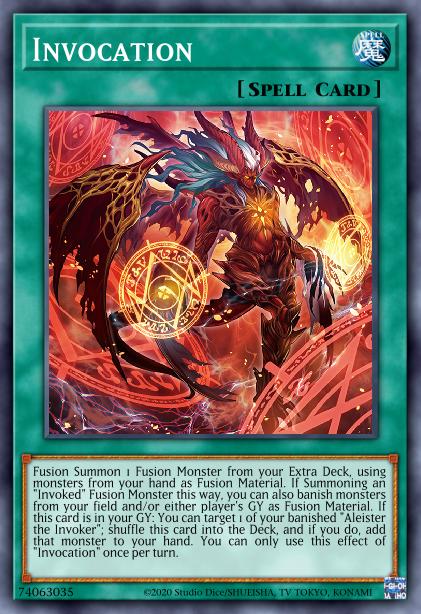 INVOCATION
魔
[SPELL CARD]
Fusion Summon 1 Fusion Monster from your Extra Deck, using
monsters from your hand as Fusion Material. If Summoning an
"Invoked" Fusion Monster this way, you can also banish monsters
from your field and/or either player's GY as Fusion Material. If
this card is in your GY: You can target 1 of your banished "Aleister
the Invoker"; shuffle this card into the Deck, and if you do, add
that monster to your hand. You can only use this effect of
"Invocation" once per turn.
74063035
©2020 Studio Dice/SHUEISHA, TV TOKYO, KONAMI